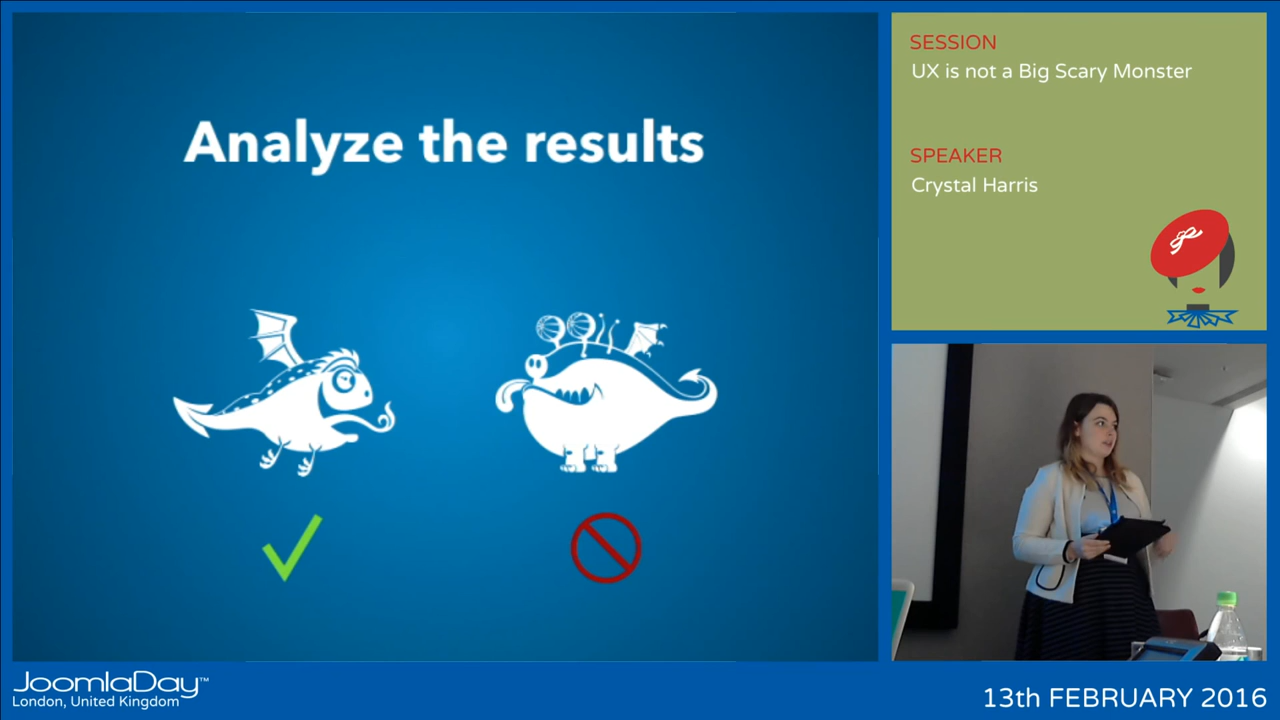 Analyze the results
SESSION
UX is not a Big Scary Monster
SPEAKER
Crystal Harris
JoomlaDay™
London, United Kingdom
13th FEBRUARY 2016